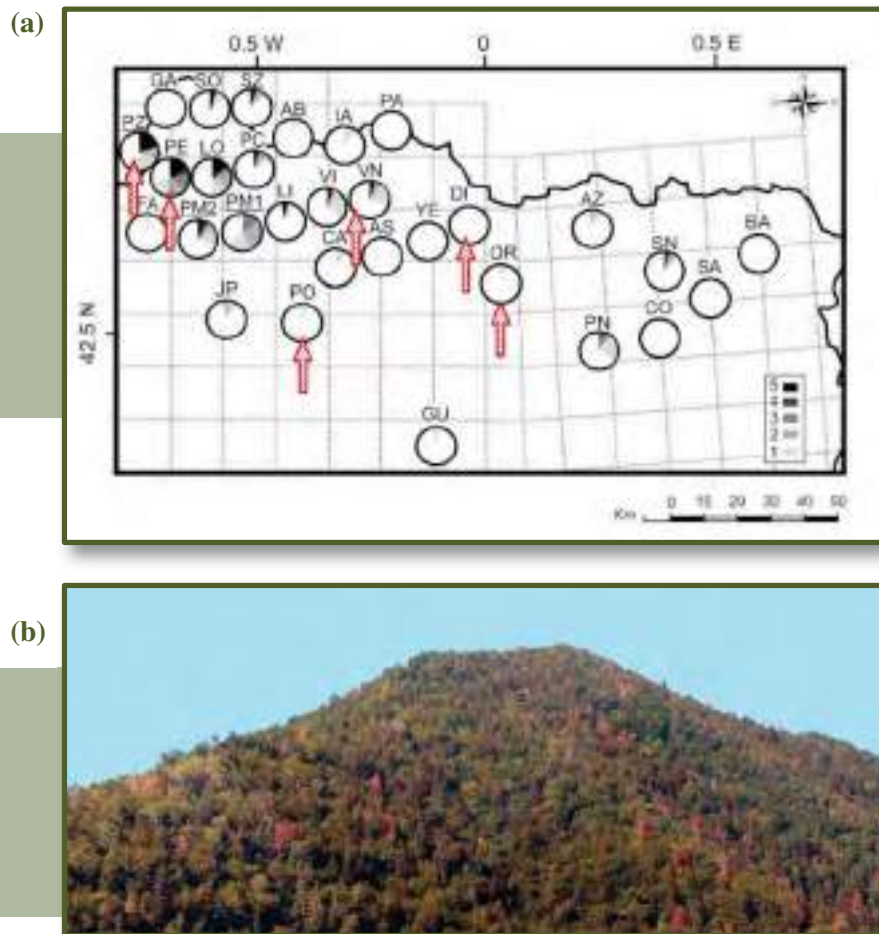 (a)
0.5 W 0 0.5 E
GA SO SZ
AB IA PA
PZ PE LO PC
FA PM2 PM1 LI VI VN
CA AS YE DI AZ
OR SN BA
JP PO SA
PN CO
42.5 N
GU
5
4
3
2
1
Km 0 10 20 30 40 50
(b)